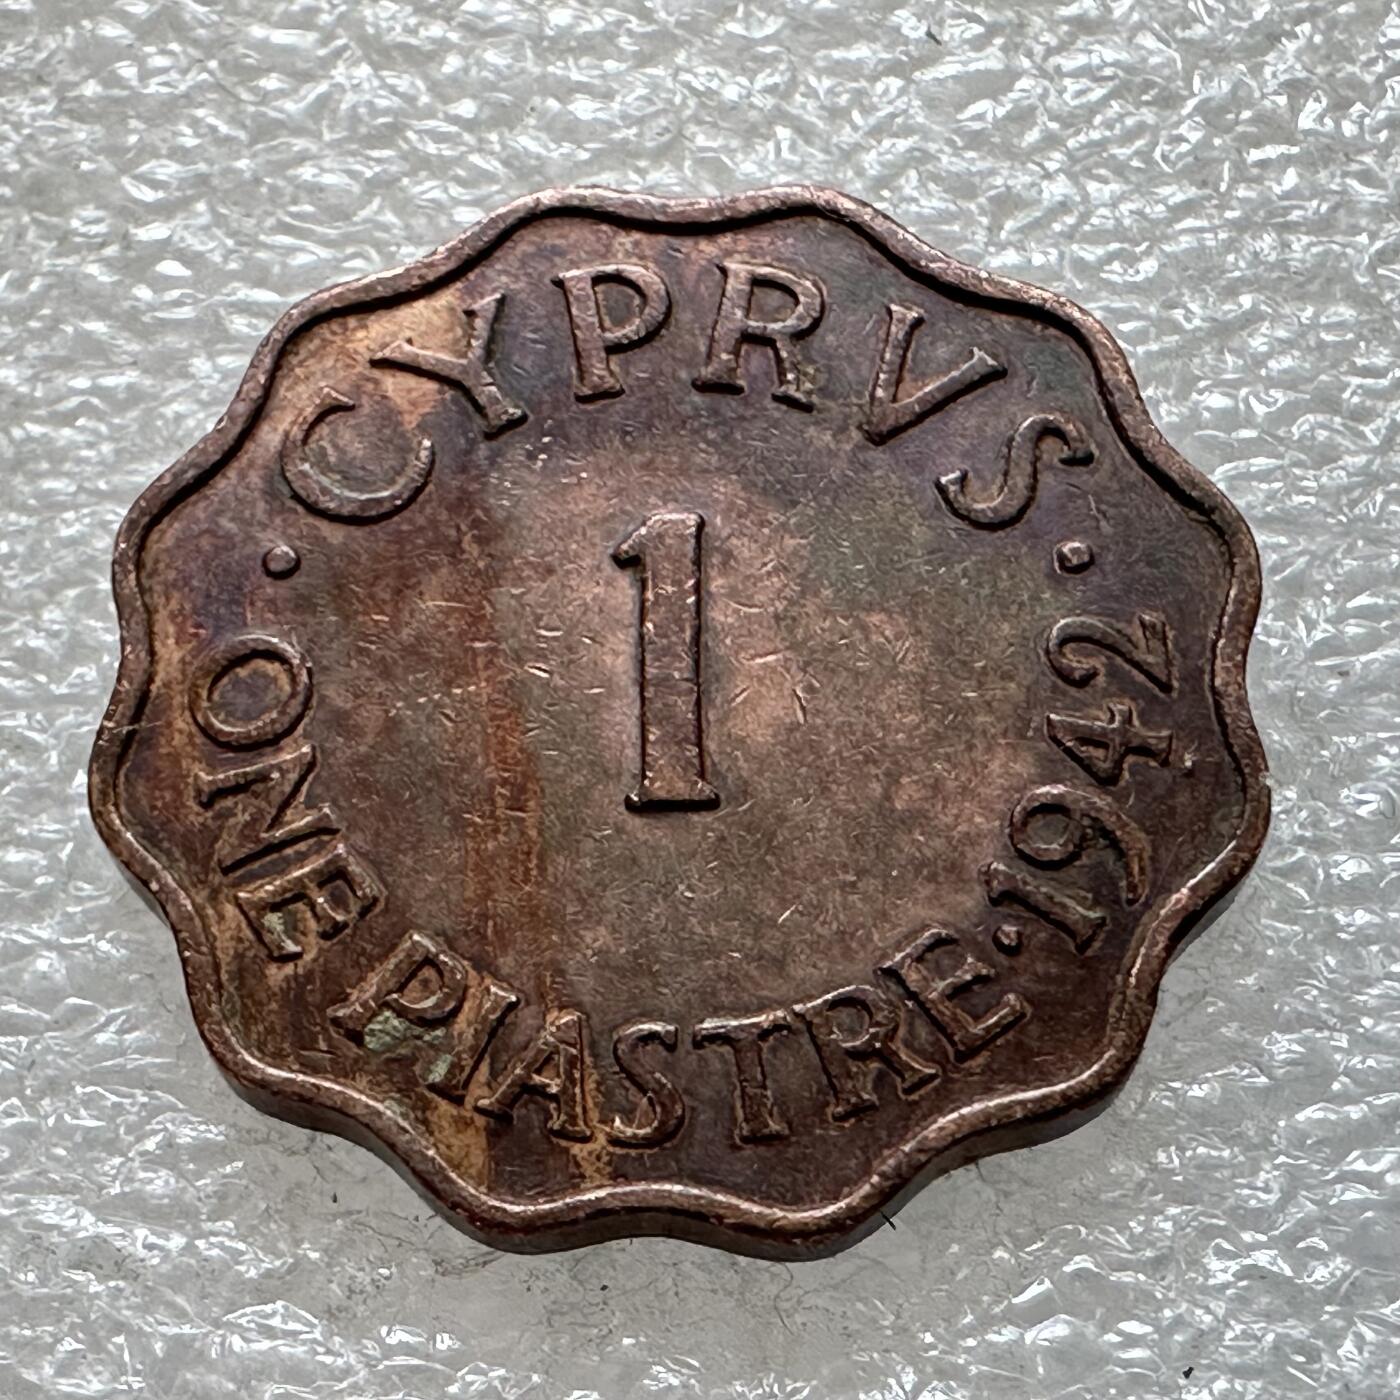 ·CYPRVS·
1
ONE PIASTRE·1942